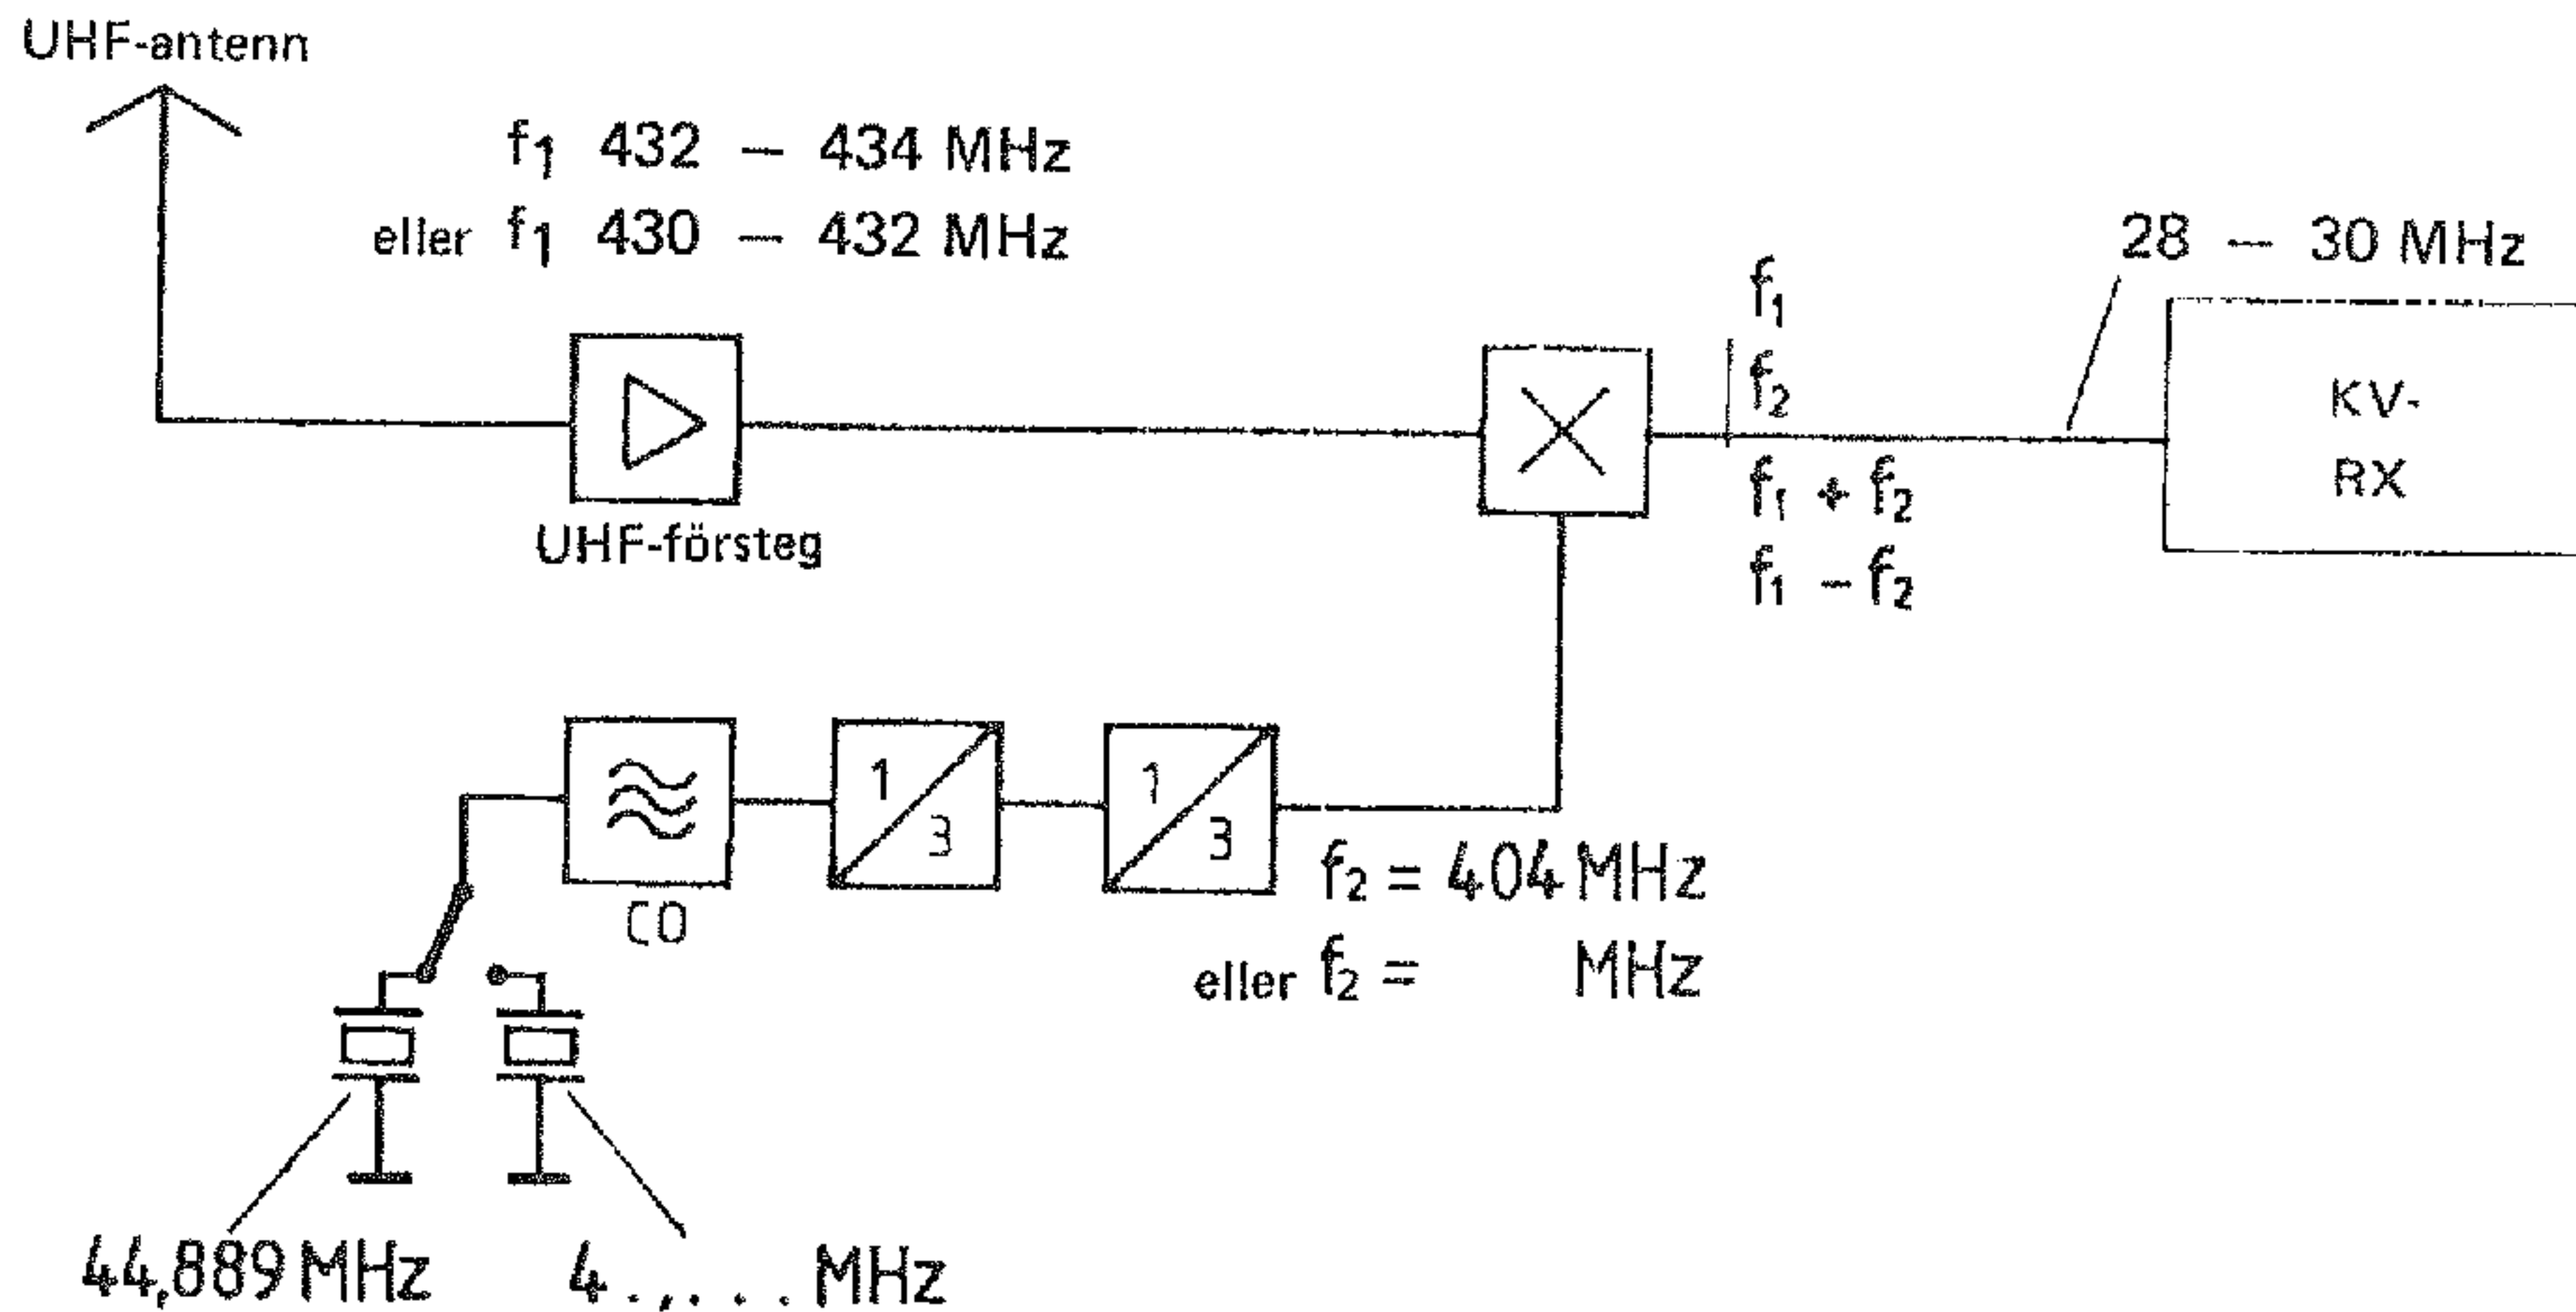 UHF-antenn
f1 432 – 434 MHz
eller f1 430 – 432 MHz
28 – 30 MHz
f1
f2
f1 + f2
f1 – f2
KV-
RX
UHF-försteg
1
3
1
3
CO
f2 = 404 MHz
eller f2 = MHz
44,889 MHz
4 . , . . . MHz